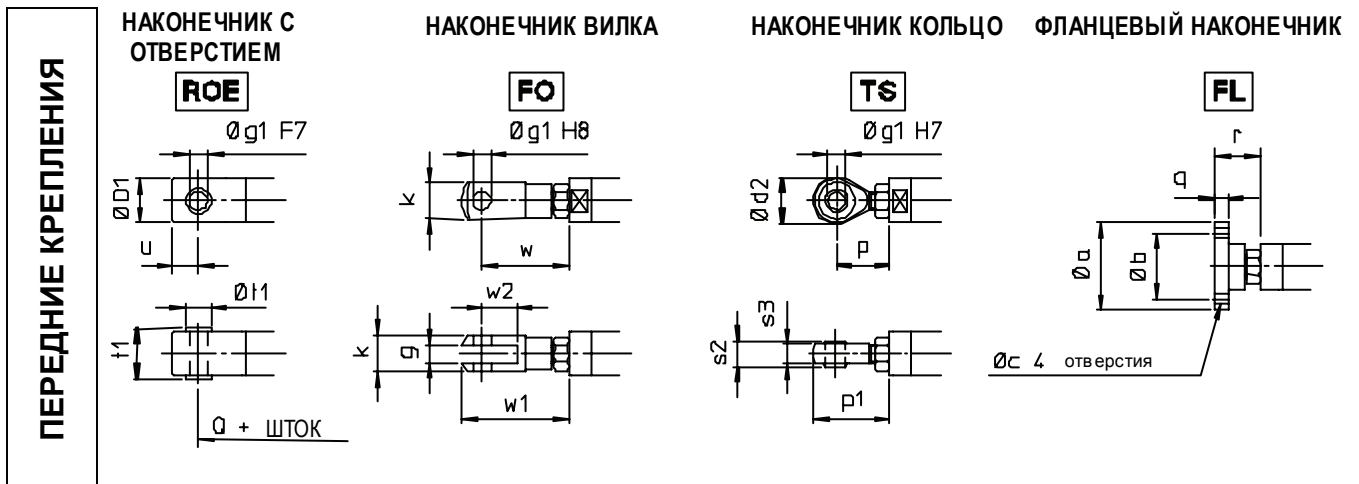 ПЕРЕДНИЕ КРЕПЛЕНИЯ
НАКОНЕЧНИК С
ОТВЕРСТИЕМ
ROE
Øg1 F7
ØD1
u
Øt1
t1
Q + ШТОК
НАКОНЕЧНИК ВИЛКА
FO
Øg1 H8
k
w
w2
k
g
w1
НАКОНЕЧНИК КОЛЬЦО
TS
Øg1 H7
Ød2
p
s3
s2
p1
ФЛАНЦЕВЫЙ НАКОНЕЧНИК
FL
r
q
Øa
Øb
Øc 4 отверстия